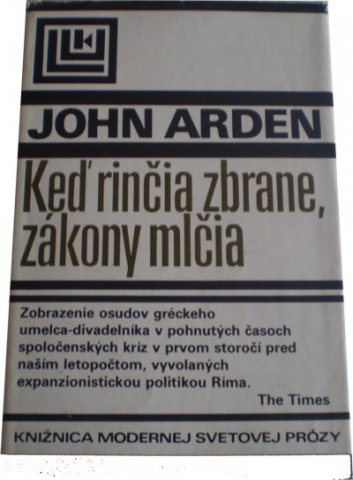 JOHN ARDEN
Keď rinčia zbrane,
zákony mlčia
Zobrazenie osudov gréckeho
umelca-divadelníka v pohnutých časoch
spoločenských kríz v prvom storočí pred
naším letopočtom, vyvolaných
expanzionistickou politikou Ríma.
The Times
KNIŽNICA MODERNEJ SVETOVEJ PRÓZY